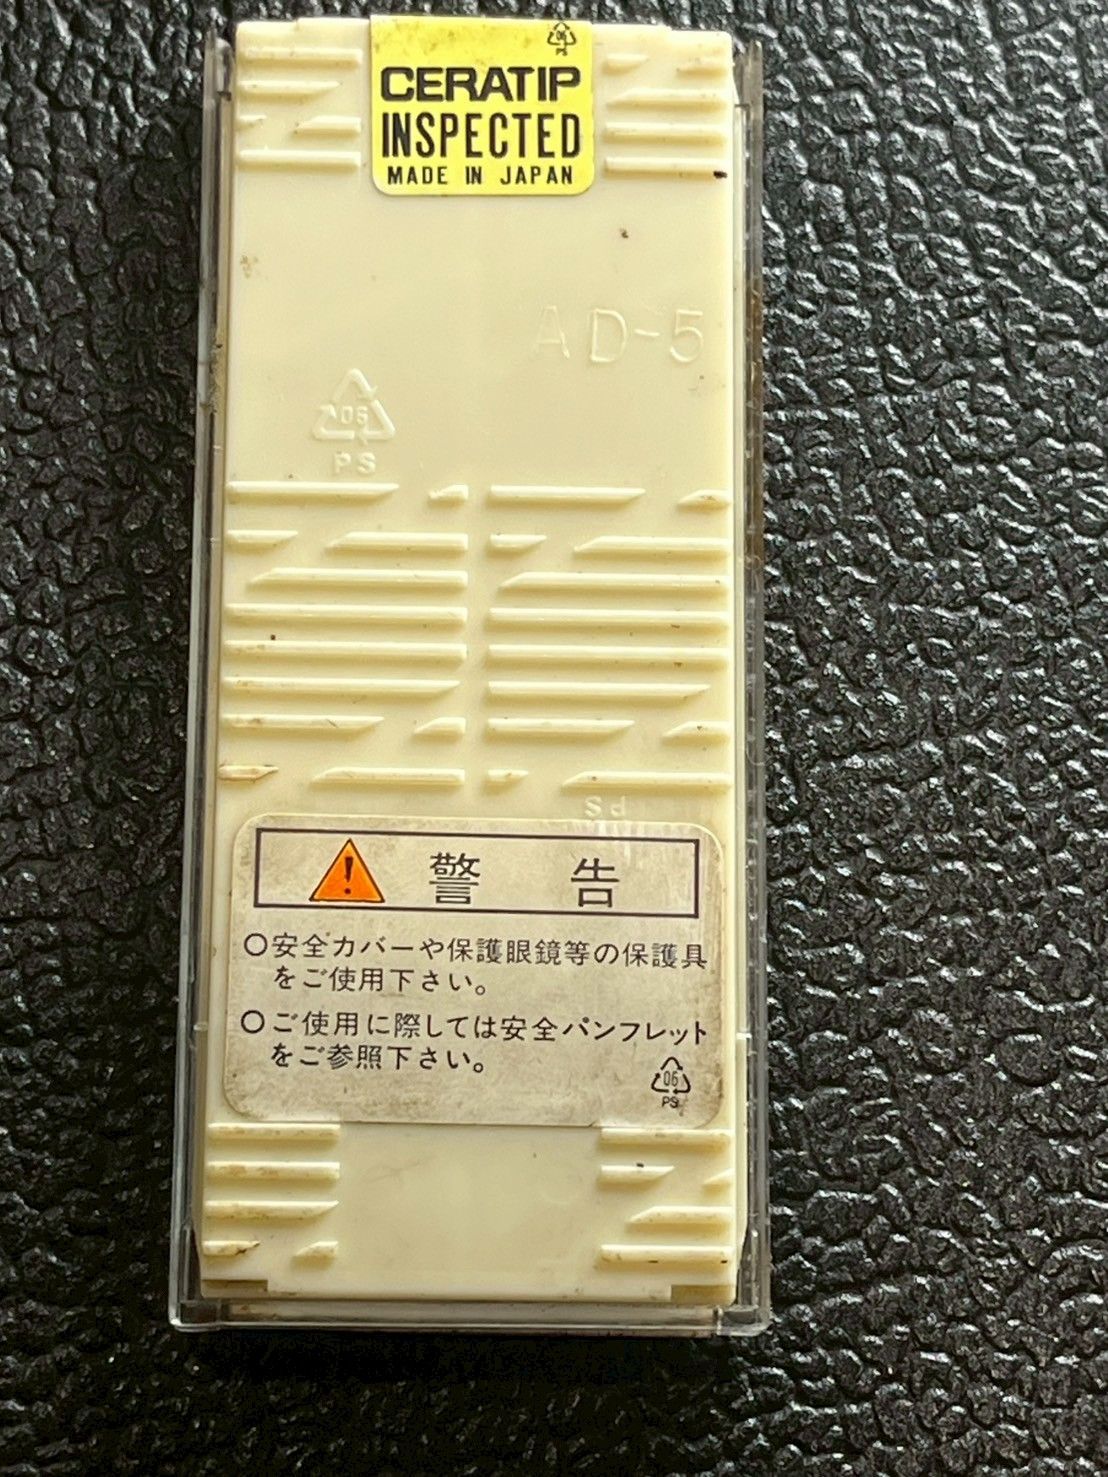 06
PS
CERATIP
INSPECTED
MADE IN JAPAN
AD-5
06
PS
PS
警告
○安全カバーや保護眼鏡等の保護具
をご使用下さい。
○ご使用に際しては安全パンフレット
をご参照下さい。
06
PS